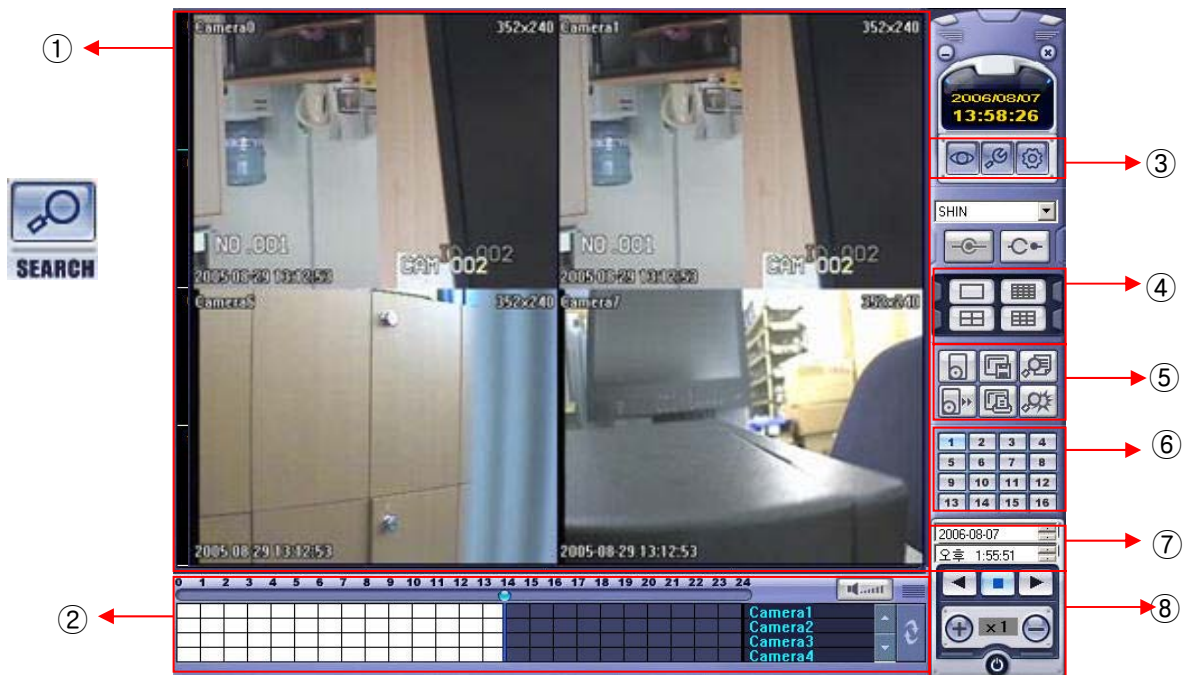 ①
Camera0 352x240 Camera1 352x240
NO.001 ID:002 NO.001 ID:002
CAM 002 CAM 002
2005-08-29 13:12:53 2005-08-29 13:12:53
Camera6 352x240 Camera7 352x240
2005-08-29 13:12:53 2005-08-29 13:12:53
SEARCH
2006/08/07
13:58:26
③
SHIN
④
⑤
1 2 3 4
5 6 7 8
9 10 11 12
13 14 15 16
⑥
2006-08-07
오후 1:55:51
⑦
x1
⑧
②
0 1 2 3 4 5 6 7 8 9 10 11 12 13 14 15 16 17 18 19 20 21 22 23 24
Camera1
Camera2
Camera3
Camera4